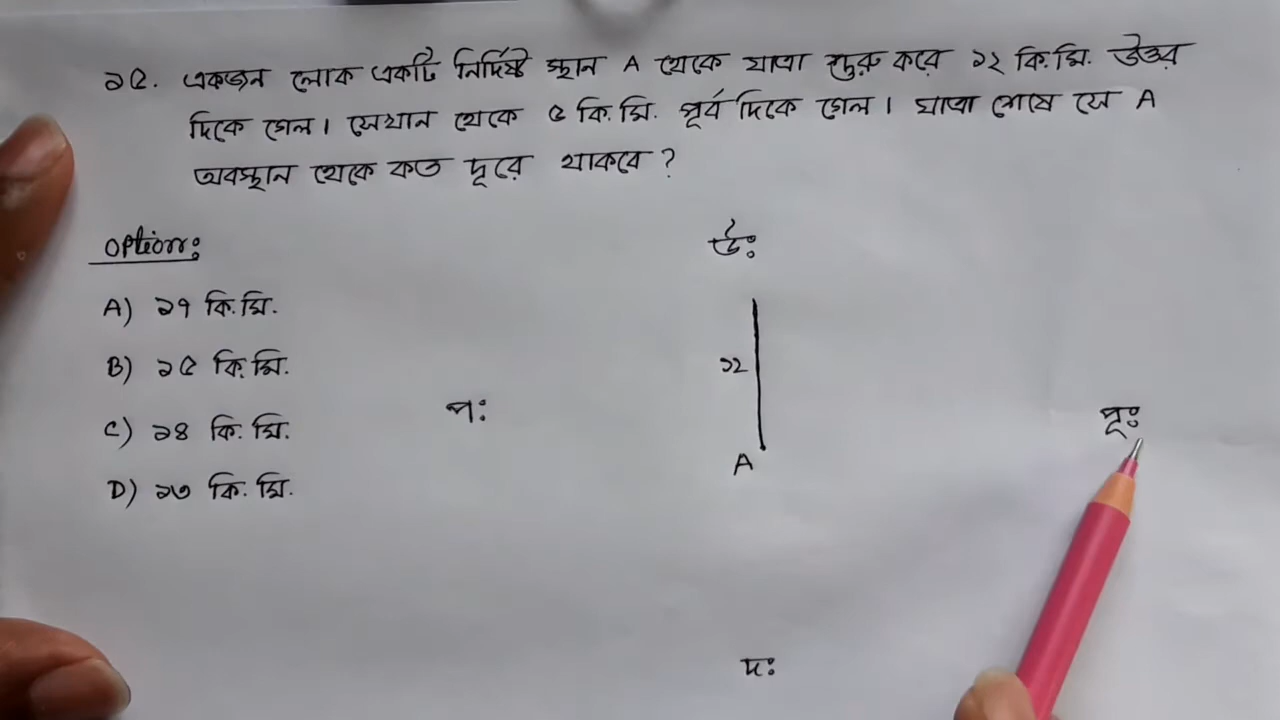 ১৫. একজন লোক একটি নির্দিষ্ট স্থান A থেকে যাত্রা শুরু করে ১২ কি.মি. উত্তর
দিকে গেল। সেখান থেকে ৫ কি.মি. পূর্ব দিকে গেল। যাত্রা শেষে সে A
অবস্থান থেকে কত দূরে থাকবে?
Option:
A) ১৭ কি.মি.
B) ১৫ কি.মি.
C) ১৪ কি.মি.
D) ১৩ কি.মি.
উঃ
১২
পঃ
পূঃ
A
দঃ